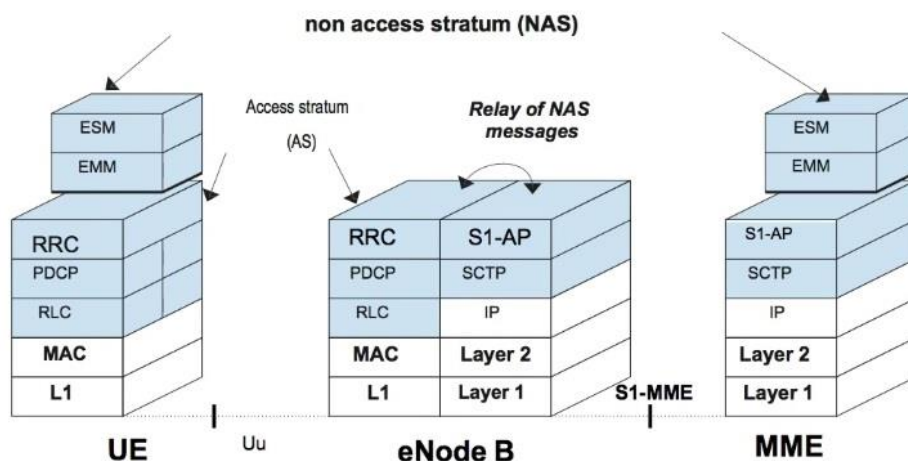 non access stratum (NAS)
Access stratum
(AS)
Relay of NAS
messages
ESM
EMM
RRC
PDCP
RLC
MAC
L1
RRC
PDCP
RLC
MAC
L1
S1-AP
SCTP
IP
Layer 2
Layer 1
ESM
EMM
S1-AP
SCTP
IP
Layer 2
Layer 1
S1-MME
UE
Uu
eNode B
MME